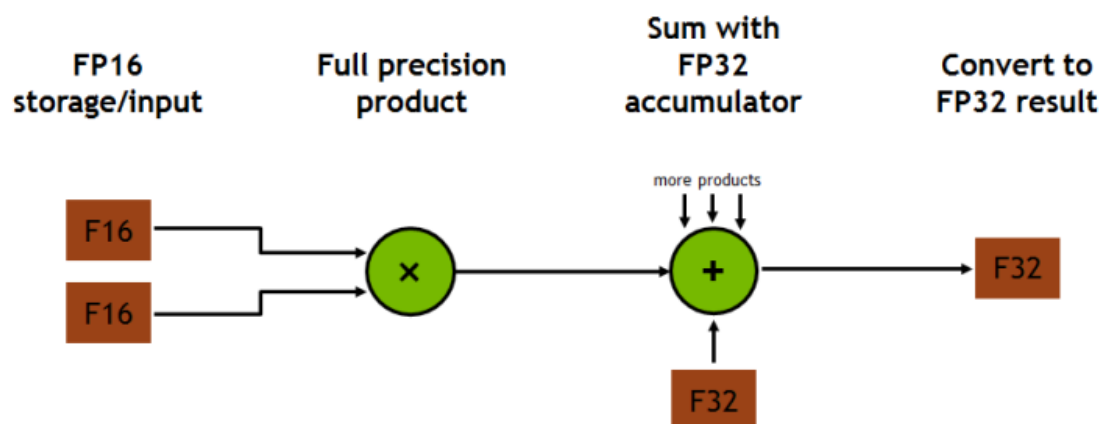 FP16
storage/input
Full precision
product
Sum with
FP32
accumulator
Convert to
FP32 result
more products
F16
F16
×
+
F32
F32